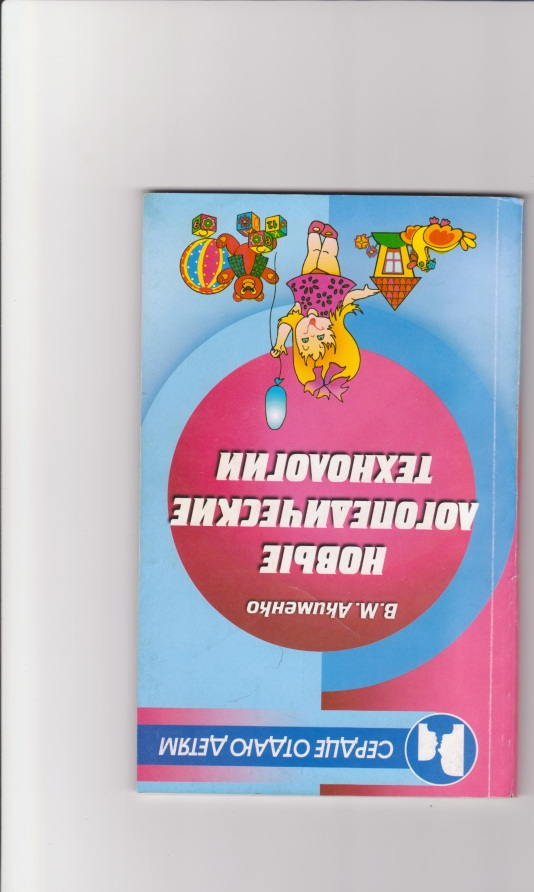 СЕРДЦЕ ОТДАЮ ДЕТЯМ
В.М. Акименко
НОВЫЕ
ЛОГОПЕДИЧЕСКИЕ
ТЕХНОЛОГИИ